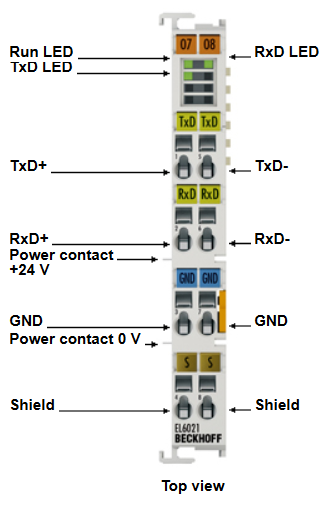 07 08
Run LED RxD LED
TxD LED
TxD TxD
TxD+ TxD-
RxD RxD
RxD+ RxD-
Power contact
+24 V
GND GND
GND GND
Power contact 0 V
S S
Shield Shield
EL6021
BECKHOFF
Top view